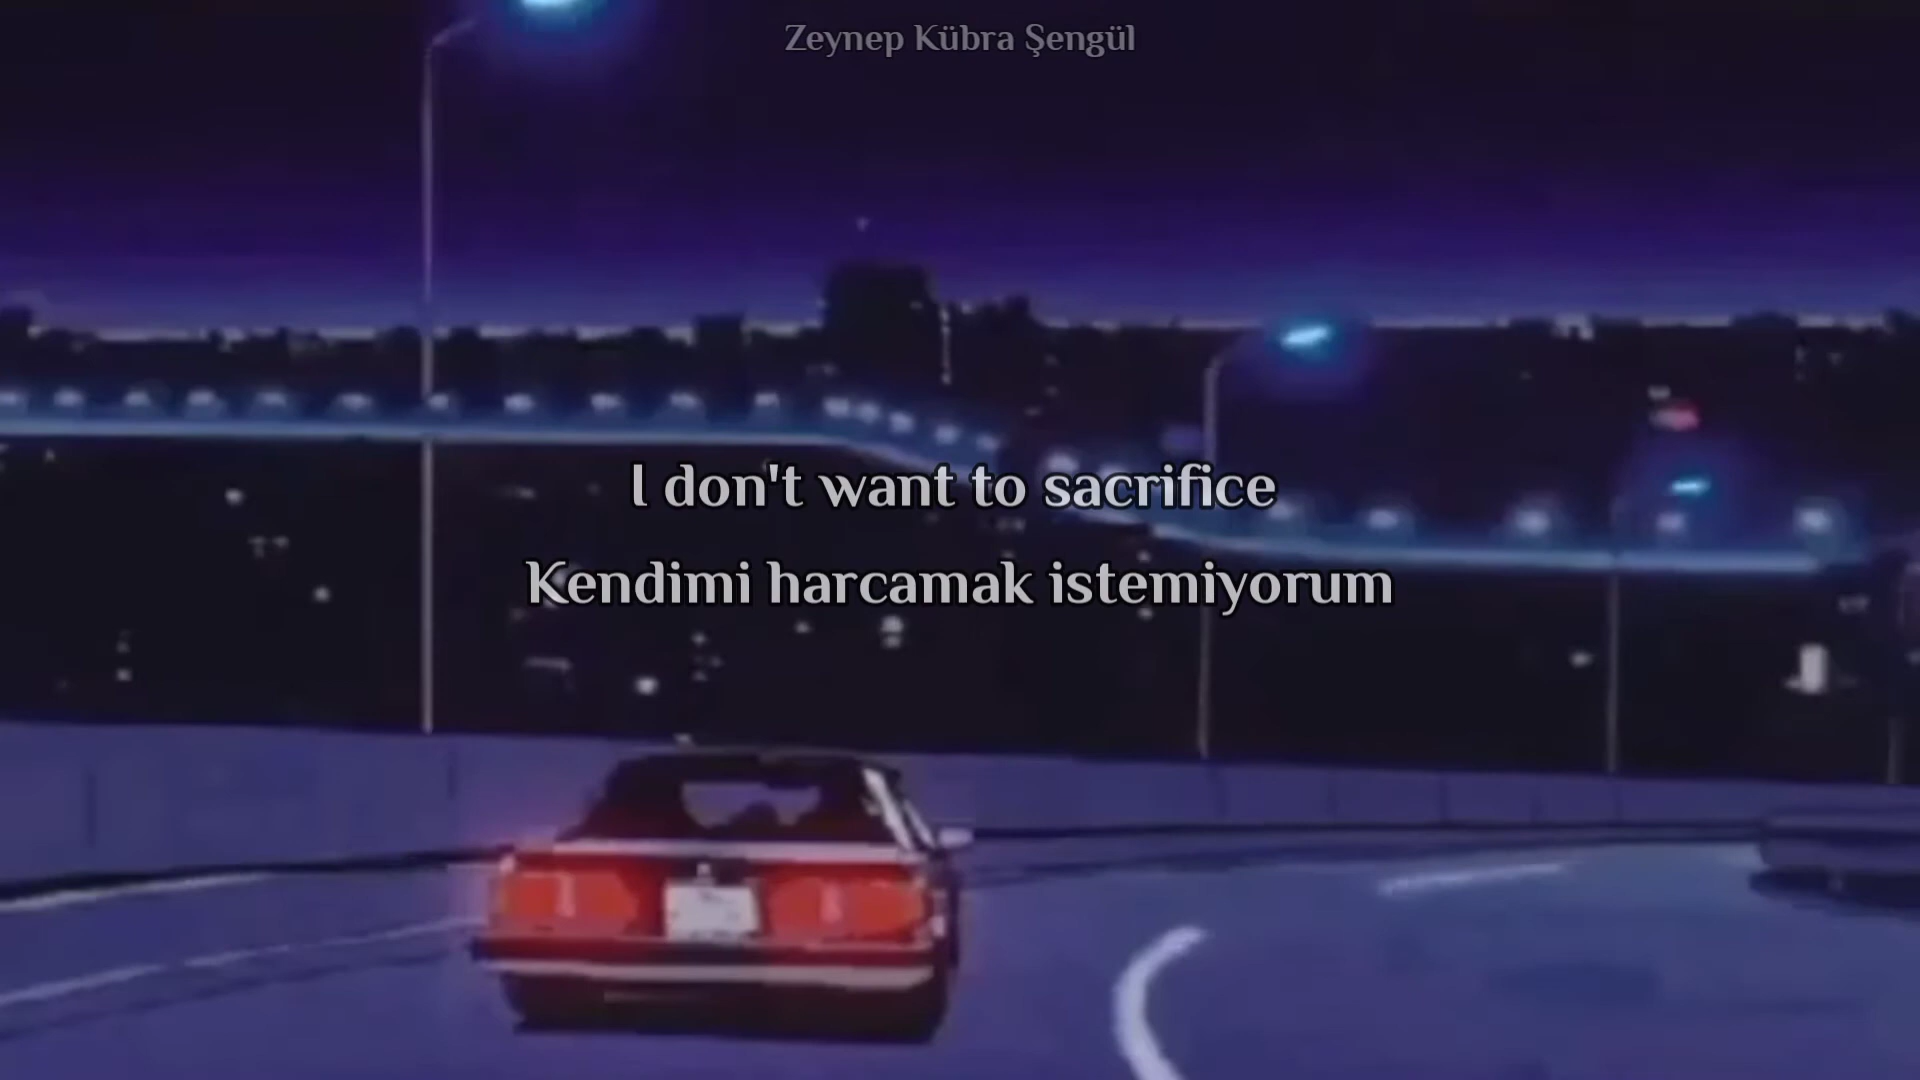 Zeynep Kübra Şengül
I don't want to sacrifice
Kendimi harcamak istemiyorum